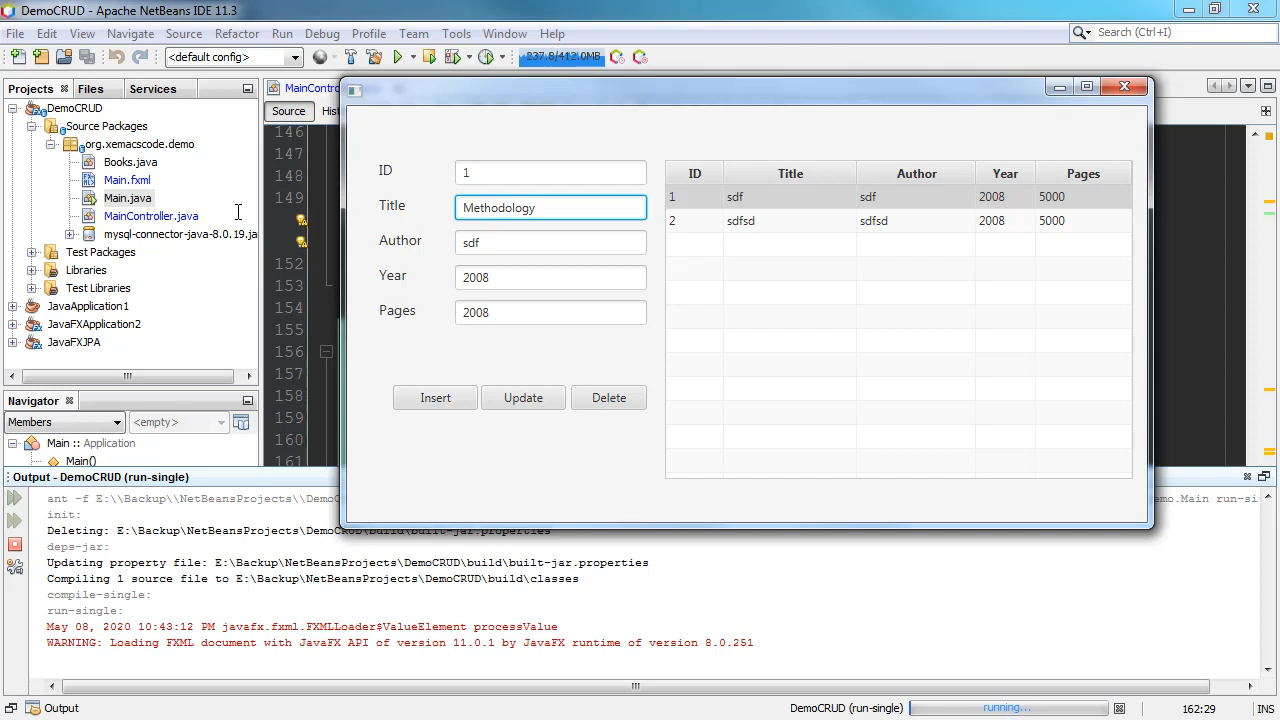 DemoCRUD - Apache NetBeans IDE 11.3
File Edit View Navigate Source Refactor Run Debug Profile Team Tools Window Help
Search (Ctrl+I)
<default config>
237.8/412.0MB
Projects Files Services
DemoCRUD
Source Packages
org.xemacscode.demo
Books.java
Main.fxml
Main.java
MainController.java
mysql-connector-java-8.0.19.ja
Test Packages
Libraries
Test Libraries
JavaApplication1
JavaFXApplication2
JavaFXJPA
Navigator
Members
<empty>
Main :: Application
Main()
MainContro
Source
146
147
148
149
152
153
154
155
156
157
158
159
160
161
ID 1
Title Methodology
Author sdf
Year 2008
Pages 2008
Insert Update Delete
ID Title Author Year Pages
1 sdf sdf 2008 5000
2 sdfsd sdfsd 2008 5000
Output - DemoCRUD (run-single)
init:
Deleting: E:\Backup\NetBeansProjects\DemoCRUD\build\built-jar.properties
deps-jar:
Updating property file: E:\Backup\NetBeansProjects\DemoCRUD\build\built-jar.properties
Compiling 1 source file to E:\Backup\NetBeansProjects\DemoCRUD\build\classes
compile-single:
run-single:
May 08, 2020 10:43:12 PM javafx.fxml.FXMLLoader$ValueElement processValue
WARNING: Loading FXML document with JavaFX API of version 11.0.1 by JavaFX runtime of version 8.0.251
Output
DemoCRUD (run-single) running...
162:29 INS